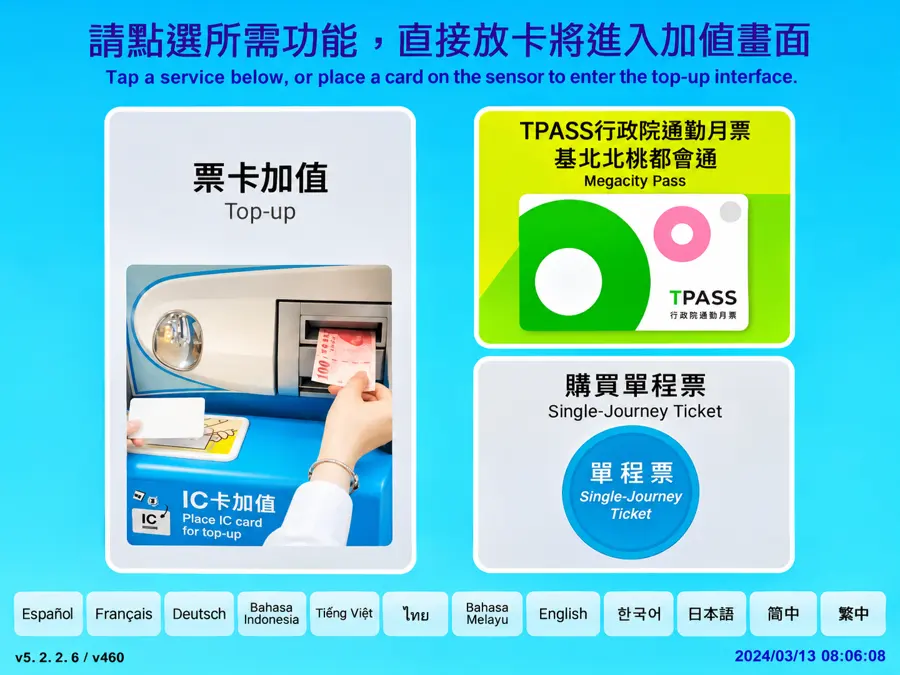 請點選所需功能，直接放卡將進入加值畫面
Tap a service below, or place a card on the sensor to enter the top-up interface.
票卡加值
Top-up
100
IC卡加值
Place IC card
for top-up
IC
TPASS行政院通勤月票
基北北桃都會通
Megacity Pass
TPASS
行政院通勤月票
購買單程票
Single-Journey Ticket
單程票
Single-Journey
Ticket
Español
Français
Deutsch
Bahasa
Indonesia
Tiếng Việt
ไทย
Bahasa
Melayu
English
한국어
日本語
简中
繁中
v5. 2. 2. 6 / v460
2024/03/13 08:06:08